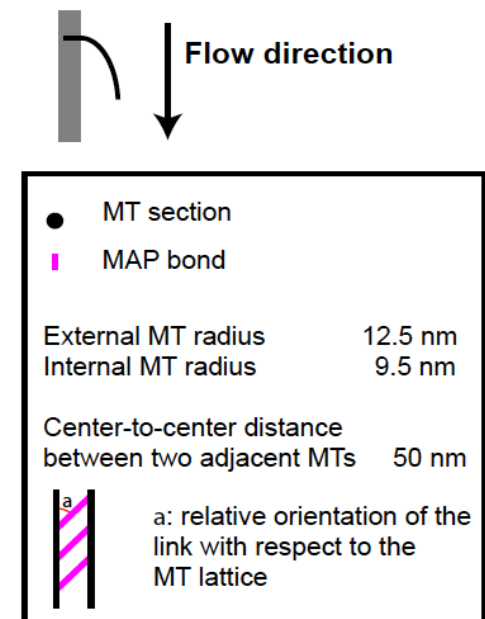 Flow direction
MT section
MAP bond
External MT radius 12.5 nm
Internal MT radius 9.5 nm
Center-to-center distance
between two adjacent MTs 50 nm
a
a: relative orientation of the
link with respect to the
MT lattice